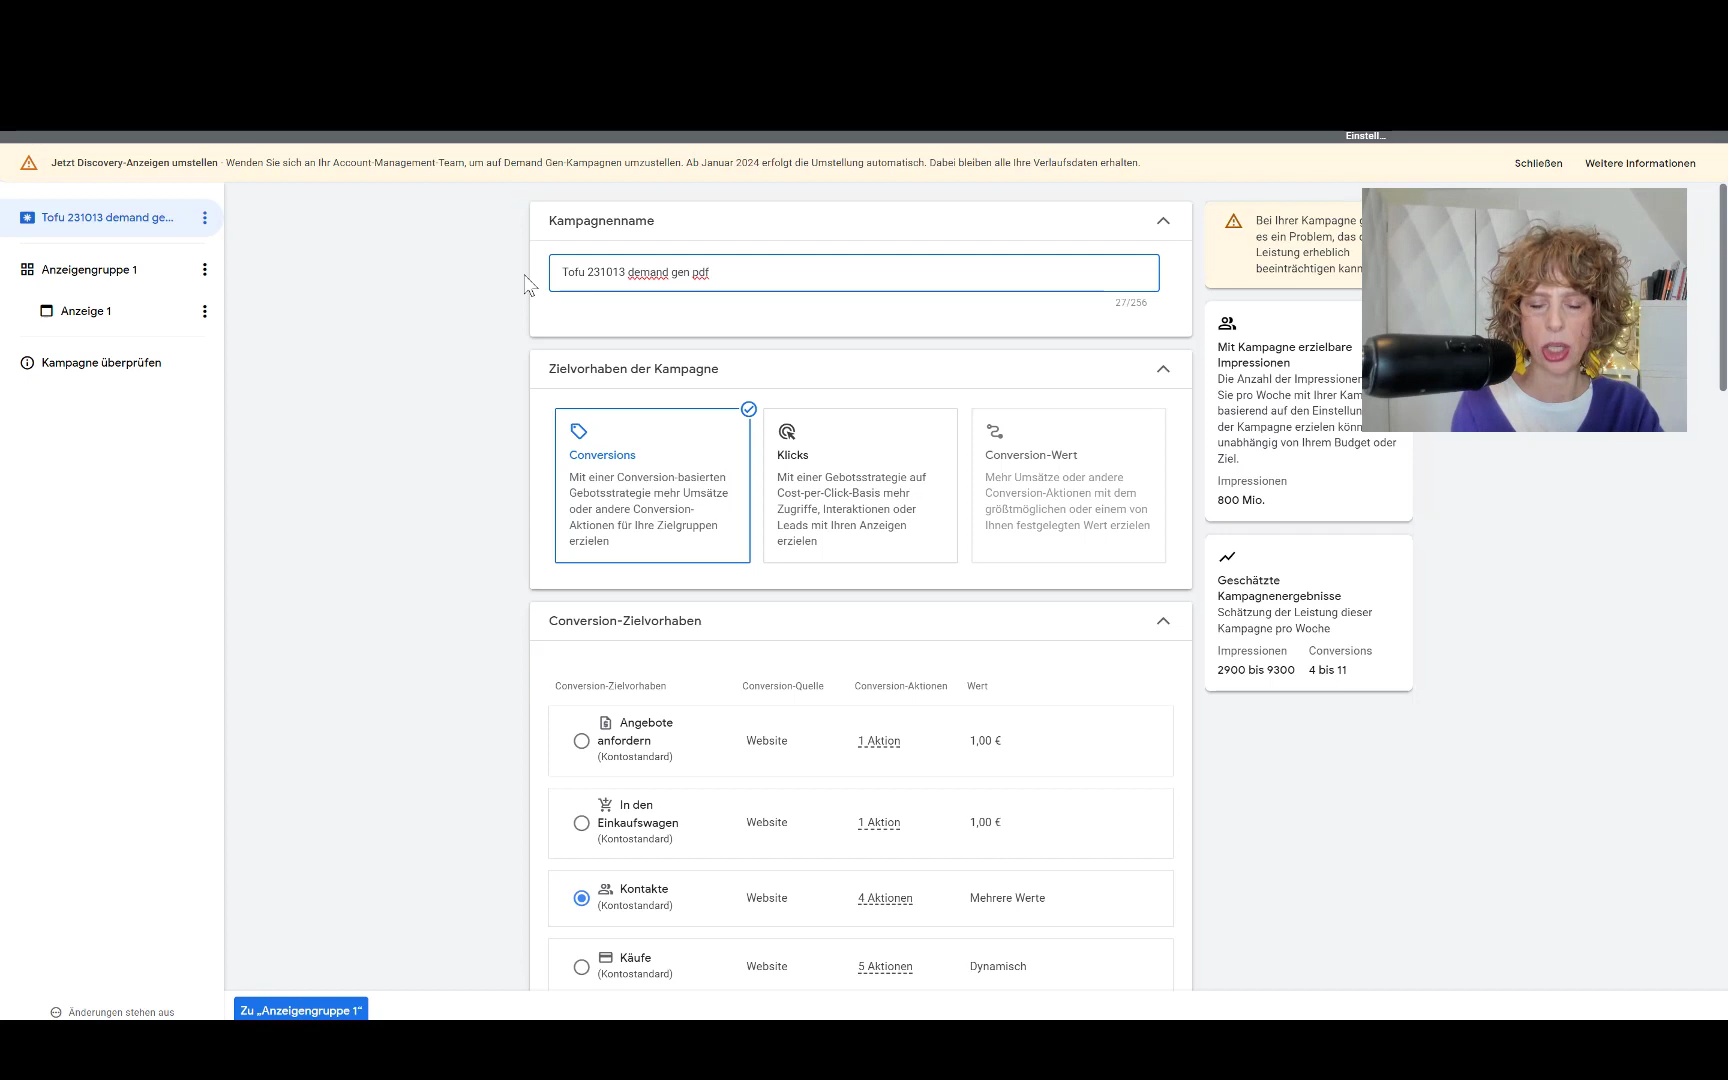 Einstell...
Jetzt Discovery-Anzeigen umstellen · Wenden Sie sich an Ihr Account-Management-Team, um auf Demand Gen-Kampagnen umzustellen. Ab Januar 2024 erfolgt die Umstellung automatisch. Dabei bleiben alle Ihre Verlaufsdaten erhalten.
Schließen
Weitere Informationen
Tofu 231013 demand ge...
Anzeigengruppe 1
Anzeige 1
Kampagne überprüfen
Änderungen stehen aus
Kampagnenname
Tofu 231013 demand gen pdf
27/256
Zielvorhaben der Kampagne
Conversions
Mit einer Conversion-basierten
Gebotsstrategie mehr Umsätze
oder andere Conversion-
Aktionen für Ihre Zielgruppen
erzielen
Klicks
Mit einer Gebotsstrategie auf
Cost-per-Click-Basis mehr
Zugriffe, Interaktionen oder
Leads mit Ihren Anzeigen
erzielen
Conversion-Wert
Mehr Umsätze oder andere
Conversion-Aktionen mit dem
größtmöglichen oder einem von
Ihnen festgelegten Wert erzielen
Conversion-Zielvorhaben
Conversion-Zielvorhaben Conversion-Quelle Conversion-Aktionen Wert
Angebote
anfordern
(Kontostandard)
Website 1 Aktion 1,00 €
In den
Einkaufswagen
(Kontostandard)
Website 1 Aktion 1,00 €
Kontakte
(Kontostandard)
Website 4 Aktionen Mehrere Werte
Käufe
(Kontostandard)
Website 5 Aktionen Dynamisch
Zu „Anzeigengruppe 1“
Bei Ihrer Kampagne
es ein Problem, das
Leistung erheblich
beeinträchtigen kann
Mit Kampagne erzielbare
Impressionen
Die Anzahl der Impressionen
Sie pro Woche mit Ihrer Kam
basierend auf den Einstellun
der Kampagne erzielen könn
unabhängig von Ihrem Budget oder
Ziel.
Impressionen
800 Mio.
Geschätzte
Kampagnenergebnisse
Schätzung der Leistung dieser
Kampagne pro Woche
Impressionen Conversions
2900 bis 9300 4 bis 11